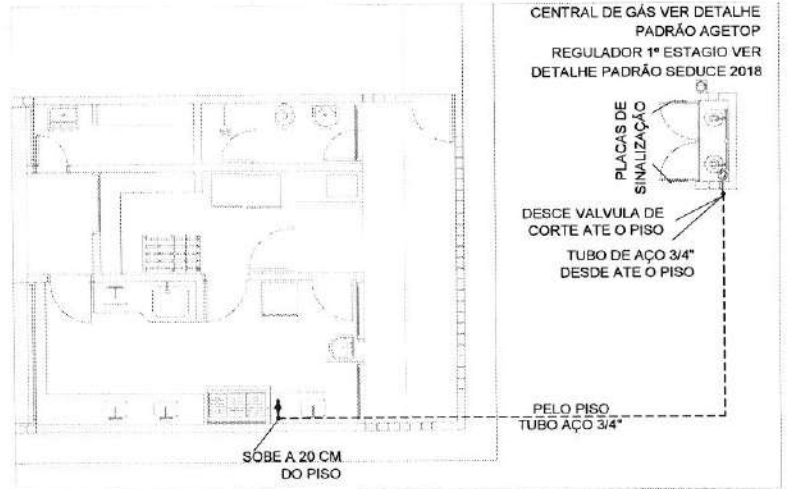 CENTRAL DE GÁS VER DETALHE
PADRÃO AGETOP
REGULADOR 1º ESTAGIO VER
DETALHE PADRÃO SEDUCE 2018
PLACAS DE
SINALIZAÇÃO
DESCE VALVULA DE
CORTE ATE O PISO
TUBO DE AÇO 3/4"
DESDE ATE O PISO
PELO PISO
TUBO AÇO 3/4"
SOBE A 20 CM
DO PISO